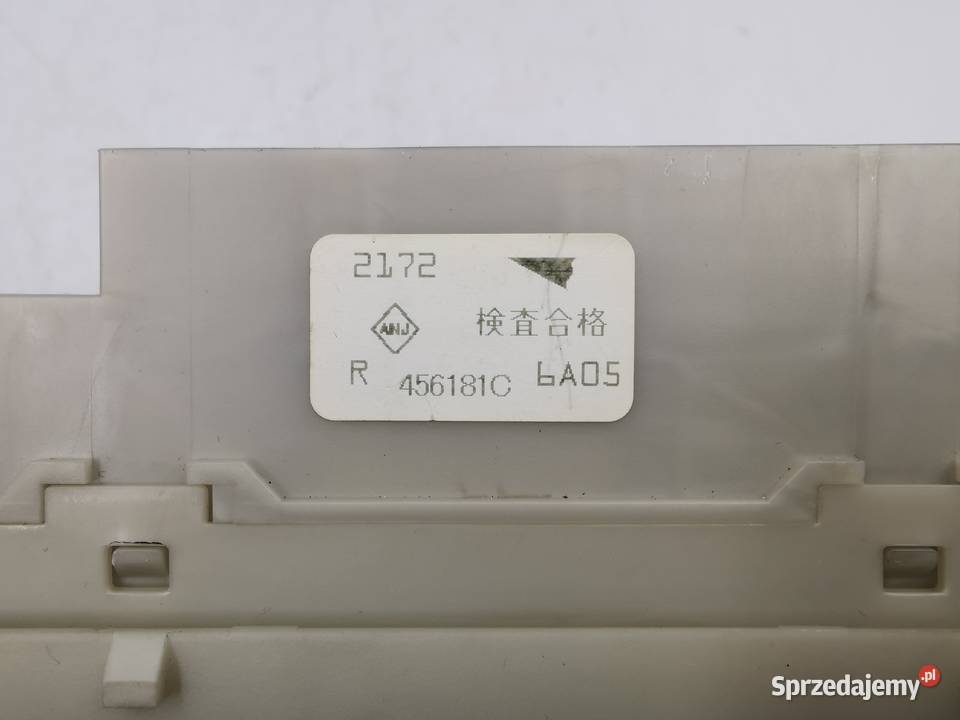 2172
ANJ 検査合格
R 456181C 6A05
Sprzedajemy.pl